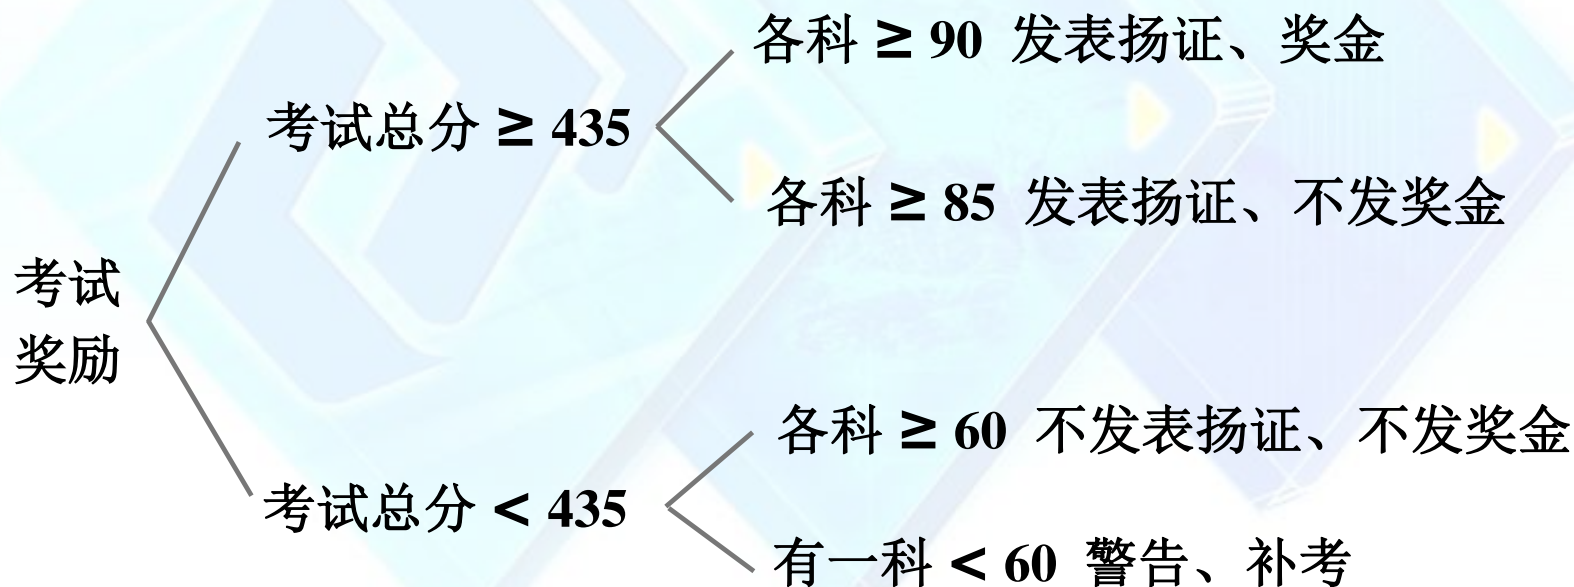 考试
奖励
考试总分 ≥ 435
各科 ≥ 90 发表扬证、奖金
各科 ≥ 85 发表扬证、不发奖金
考试总分 < 435
各科 ≥ 60 不发表扬证、不发奖金
有一科 < 60 警告、补考